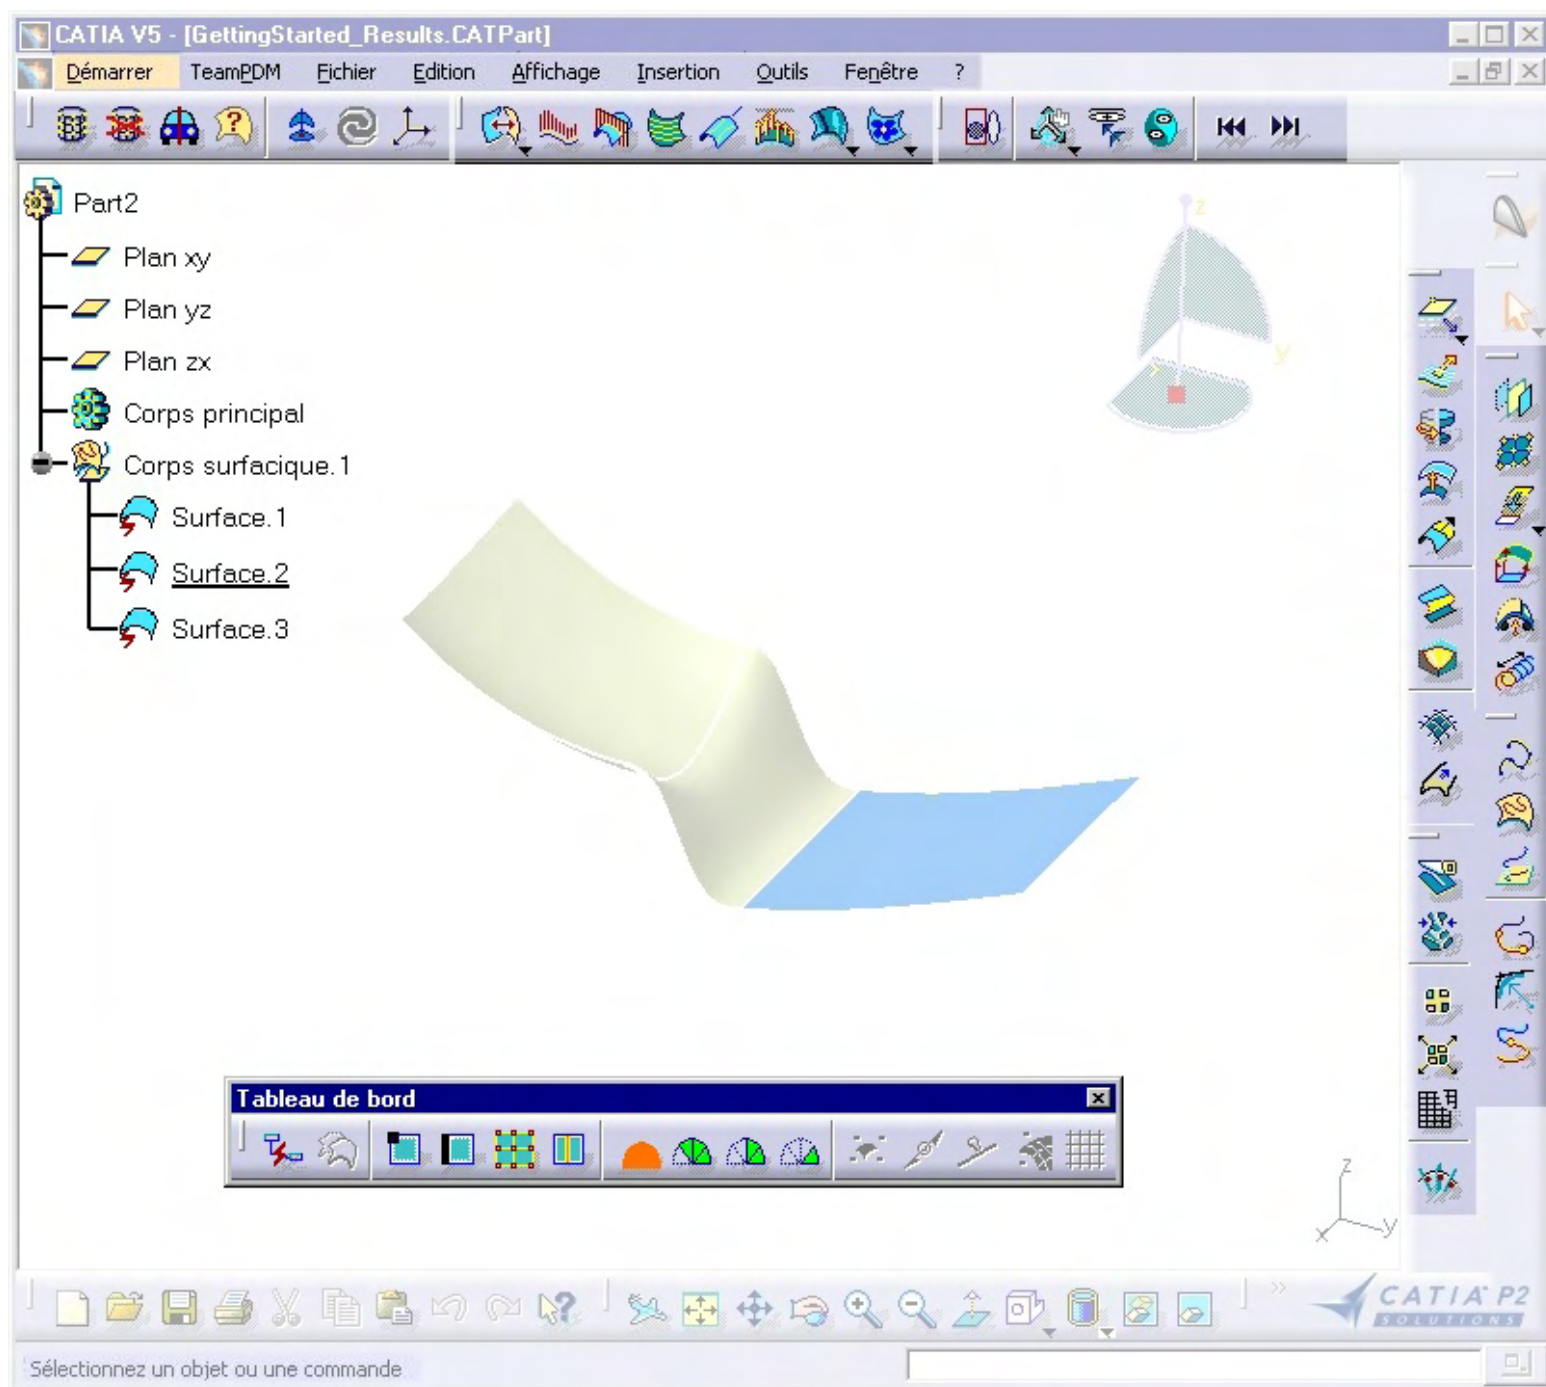 CATIA V5 - [GettingStarted_Results.CATPart]
Démarrer TeamPDM Fichier Edition Affichage Insertion Outils Fenêtre ?
Part2
Plan xy
Plan yz
Plan zx
Corps principal
Corps surfacique.1
Surface.1
Surface.2
Surface.3
z
y
x
Tableau de bord
z
x y
CATIA P2
SOLUTIONS
Sélectionnez un objet ou une commande